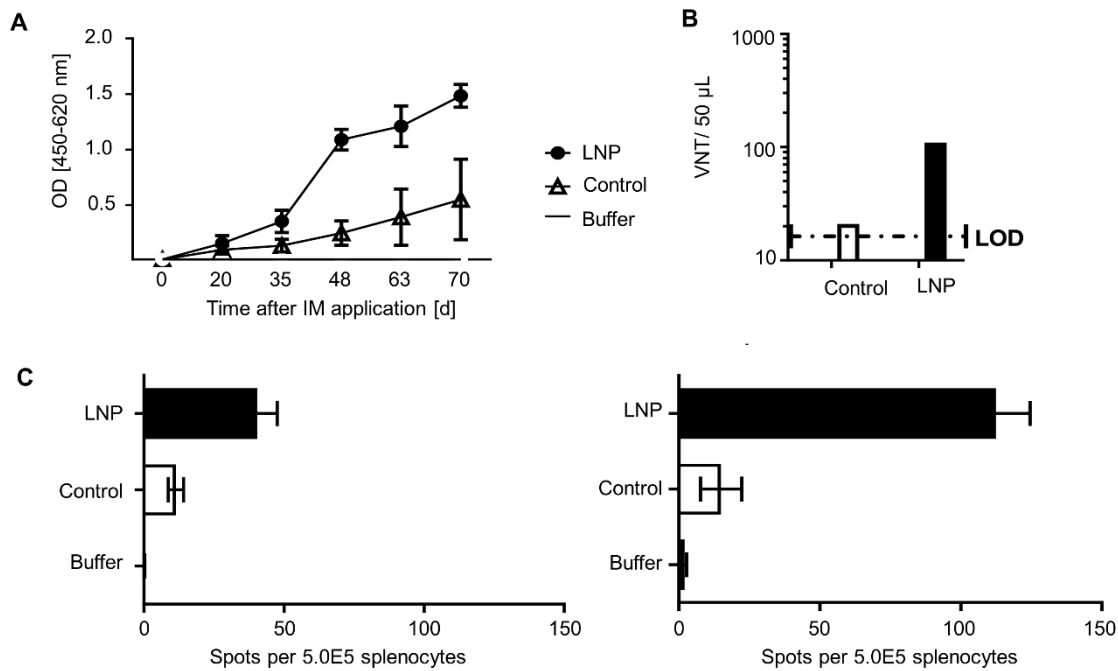 A
2.0
1.5
1.0
0.5
OD [450-620 nm]
0 20 35 48 63 70
Time after IM application [d]
LNP
Control
Buffer
B
1000
100
10
VNT/ 50 µL
LOD
Control LNP
C
LNP
Control
Buffer
0 50 100 150
Spots per 5.0E5 splenocytes
LNP
Control
Buffer
0 50 100 150
Spots per 5.0E5 splenocytes